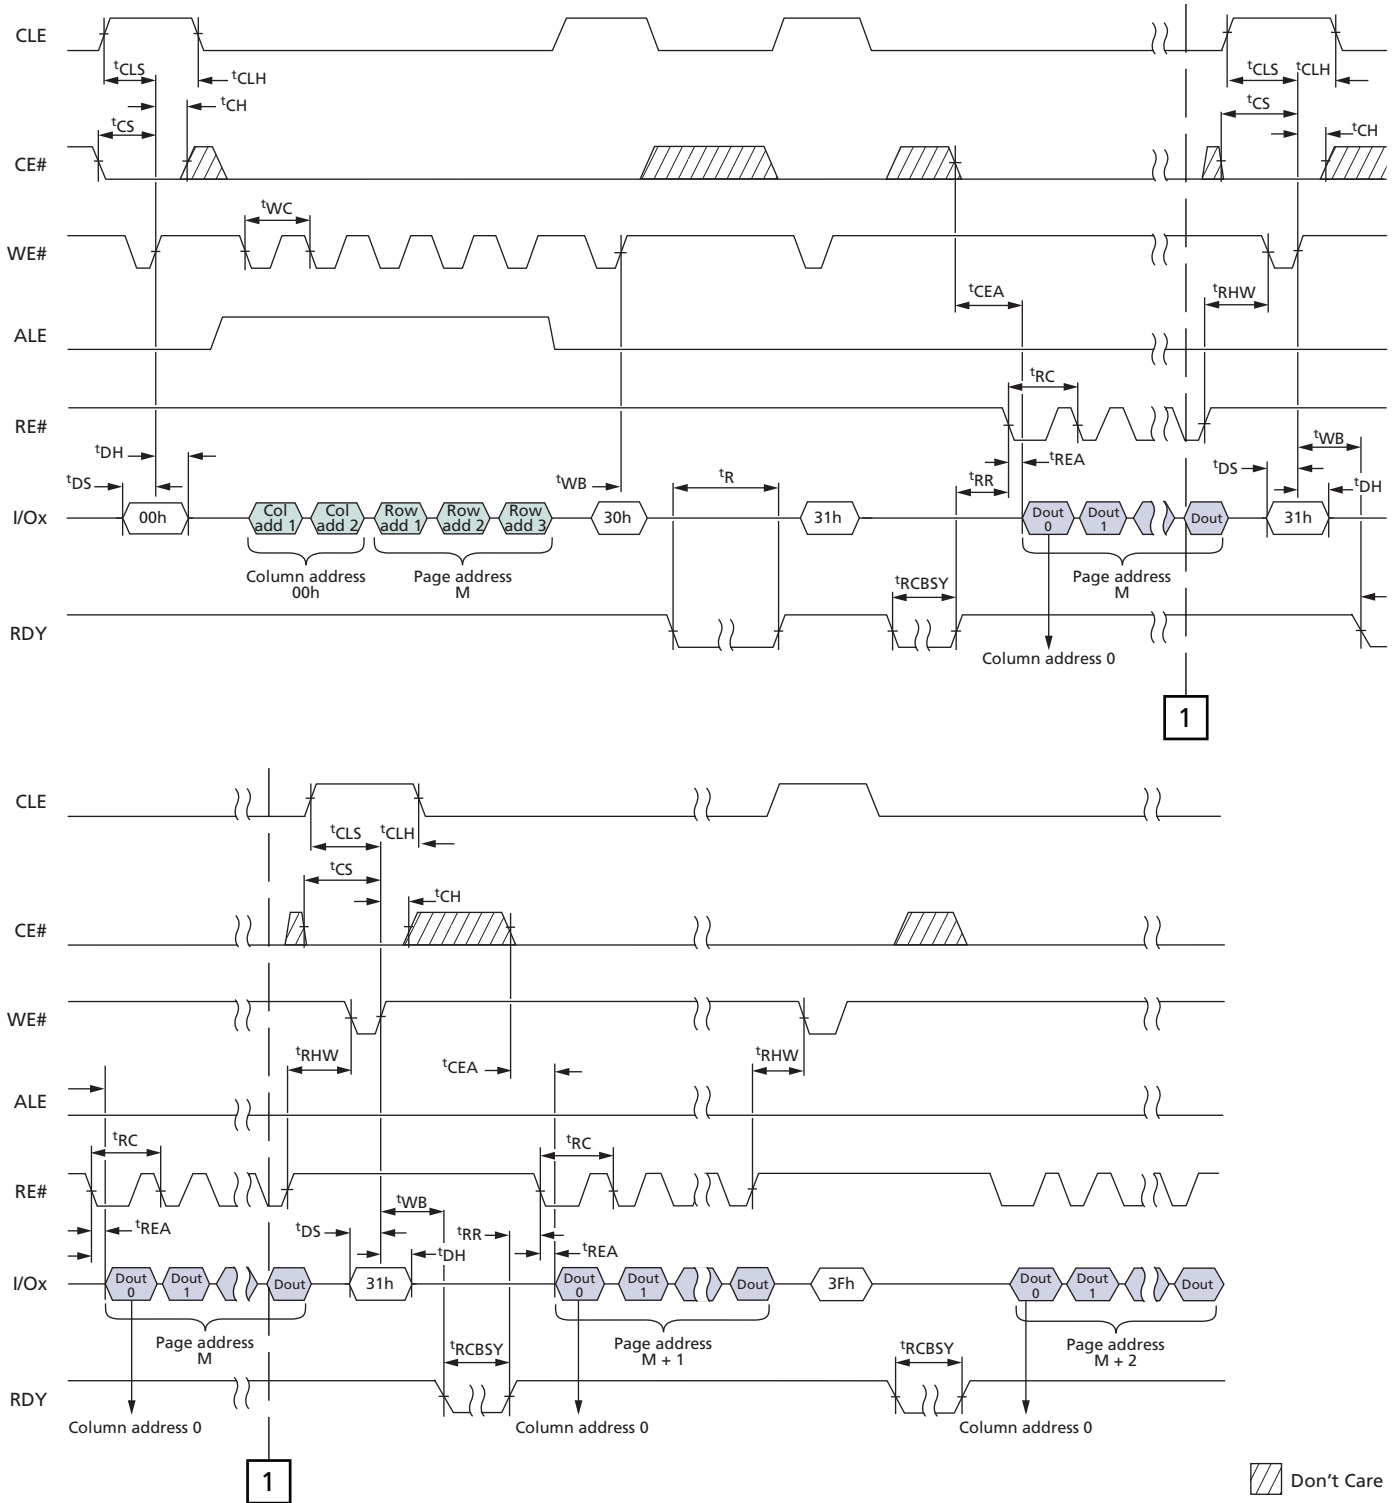 CLE
tCLS
tCLH
tCLS
tCLH
tCH
tCS
tCS
tCH
CE#
tWC
WE#
tCEA
tRHW
ALE
tRC
RE#
tDH
tWB
tREA
tDS
tWB
tR
tRR
tDS
tDH
I/Ox
00h
Col add 1
Col add 2
Row add 1
Row add 2
Row add 3
30h
31h
Dout 0
Dout 1
Dout
31h
Column address 00h
Page address M
Page address M
tRCBSY
RDY
Column address 0
1
CLE
tCLS
tCLH
tCS
tCH
CE#
WE#
tRHW
tCEA
tRHW
ALE
tRC
tRC
RE#
tWB
tREA
tDS
tRR
tDH
tREA
I/Ox
Dout 0
Dout 1
Dout
31h
Dout 0
Dout 1
Dout
3Fh
Dout 0
Dout 1
Dout
Page address M
Page address M + 1
Page address M + 2
tRCBSY
tRCBSY
RDY
Column address 0
Column address 0
Column address 0
1
Don't Care